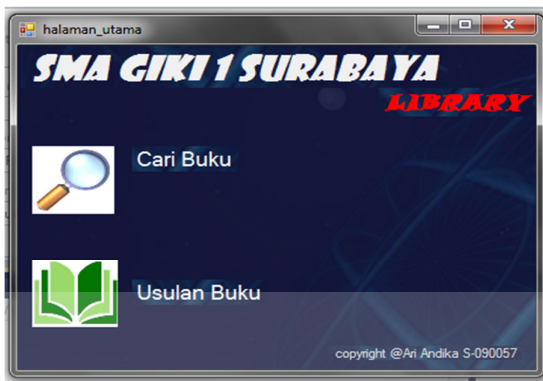 halaman_utama
SMA GIKI 1 SURABAYA
LIBRARY
Cari Buku
Usulan Buku
copyright @Ari Andika S-090057